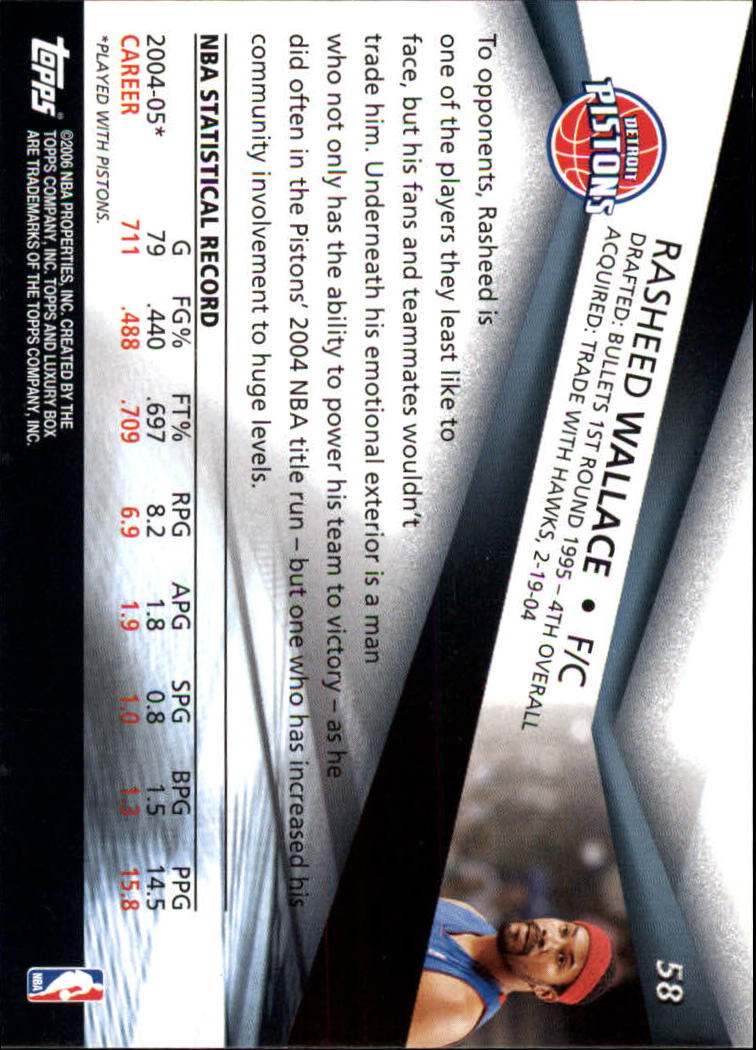 58
DETROIT
PISTONS
RASHEED WALLACE • F/C
DRAFTED: BULLETS 1ST ROUND 1995 – 4TH OVERALL
ACQUIRED: TRADE WITH HAWKS, 2-19-04
To opponents, Rasheed is
one of the players they least like to
face, but his fans and teammates wouldn't
trade him. Underneath his emotional exterior is a man
who not only has the ability to power his team to victory – as he
did often in the Pistons' 2004 NBA title run – but one who has increased his
community involvement to huge levels.
NBA STATISTICAL RECORD
G FG% FT% RPG APG SPG BPG PPG
2004-05* 79 .440 .697 8.2 1.8 0.8 1.5 14.5
CAREER 711 .488 .709 6.9 1.9 1.0 1.3 15.8
*PLAYED WITH PISTONS.
topps®
©2006 NBA PROPERTIES, INC. CREATED BY THE
TOPPS COMPANY, INC. TOPPS AND LUXURY BOX
ARE TRADEMARKS OF THE TOPPS COMPANY, INC.
NBA